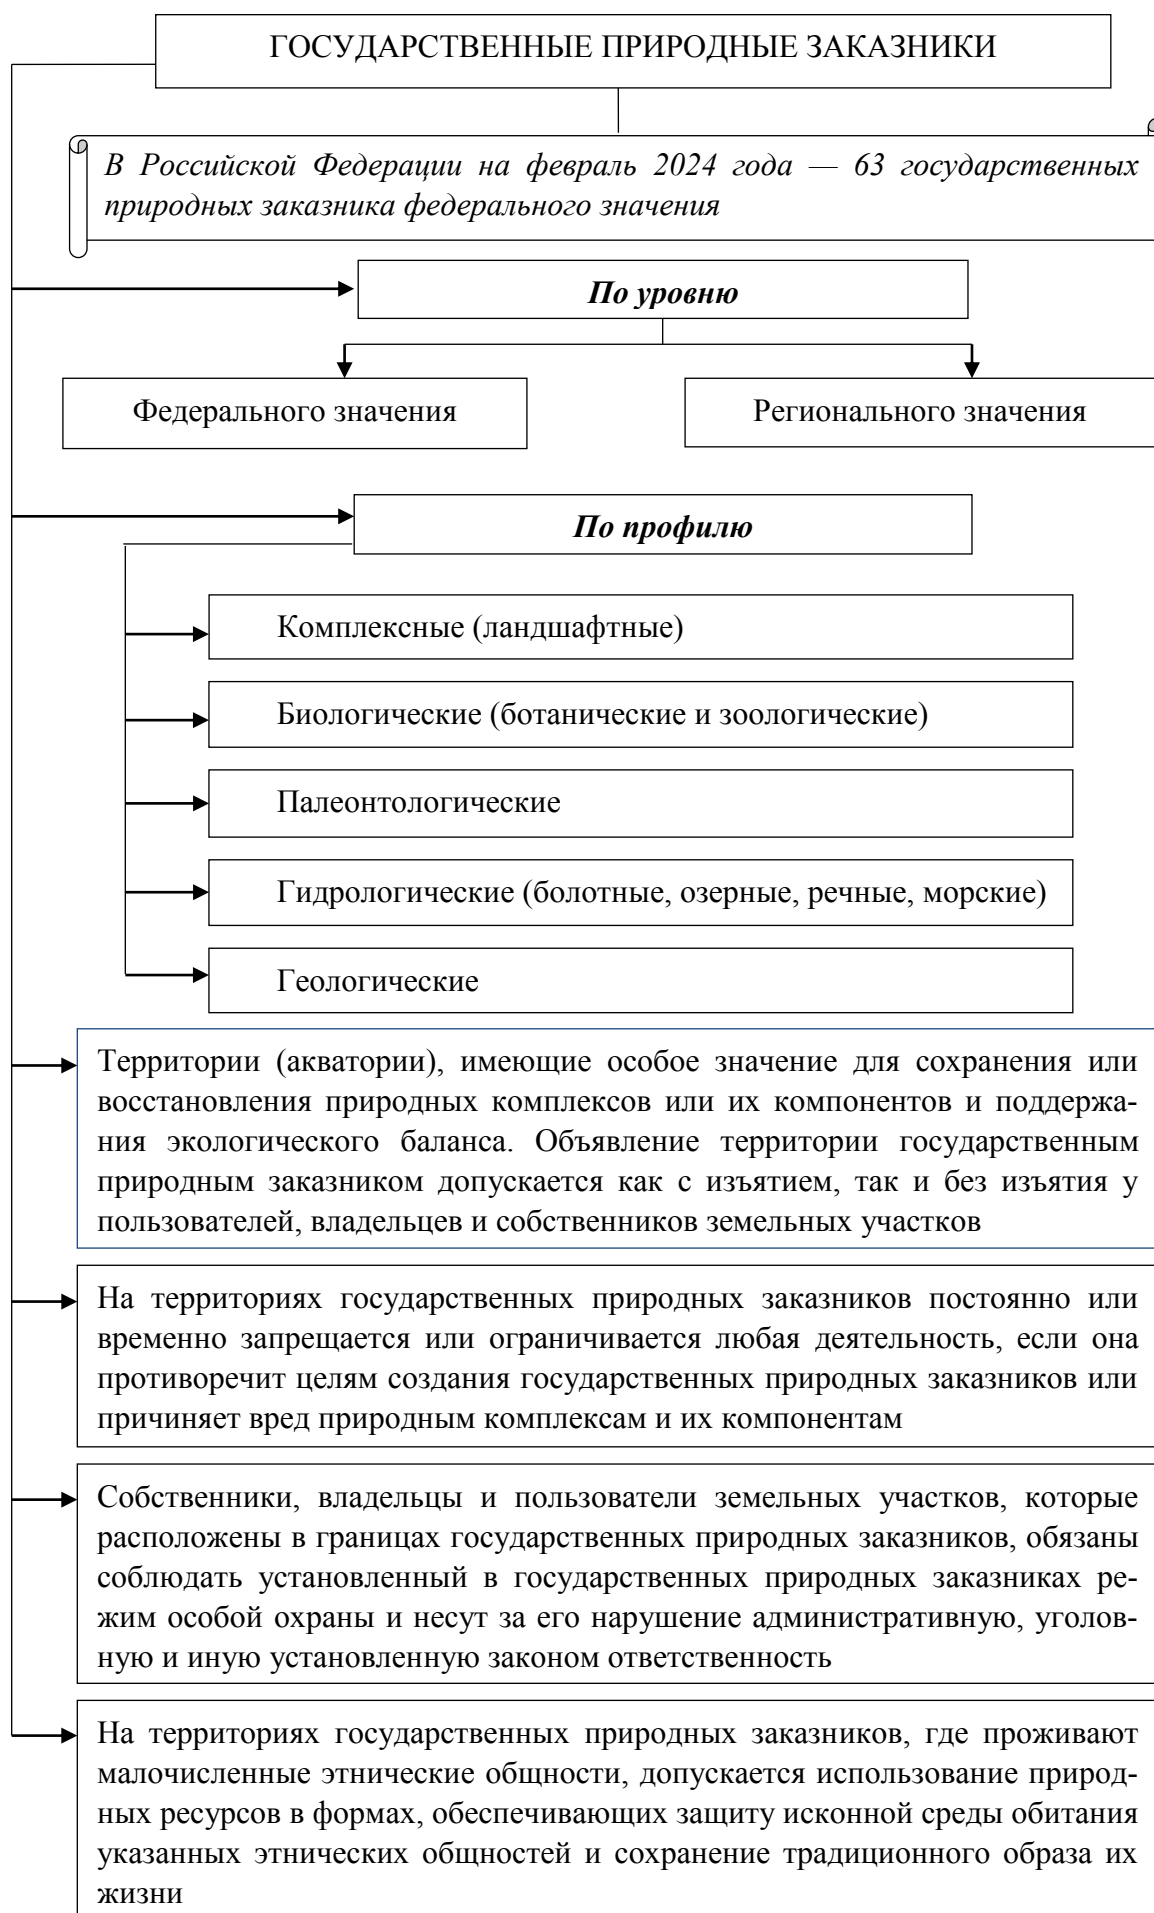 ГОСУДАРСТВЕННЫЕ ПРИРОДНЫЕ ЗАКАЗНИКИ
В Российской Федерации на февраль 2024 года — 63 государственных
природных заказника федерального значения
По уровню
Федерального значения
Регионального значения
По профилю
Комплексные (ландшафтные)
Биологические (ботанические и зоологические)
Палеонтологические
Гидрологические (болотные, озерные, речные, морские)
Геологические
Территории (акватории), имеющие особое значение для сохранения или
восстановления природных комплексов или их компонентов и поддержа-
ния экологического баланса. Объявление территории государственным
природным заказником допускается как с изъятием, так и без изъятия у
пользователей, владельцев и собственников земельных участков
На территориях государственных природных заказников постоянно или
временно запрещается или ограничивается любая деятельность, если она
противоречит целям создания государственных природных заказников или
причиняет вред природным комплексам и их компонентам
Собственники, владельцы и пользователи земельных участков, которые
расположены в границах государственных природных заказников, обязаны
соблюдать установленный в государственных природных заказниках ре-
жим особой охраны и несут за его нарушение административную, уголов-
ную и иную установленную законом ответственность
На территориях государственных природных заказников, где проживают
малочисленные этнические общности, допускается использование природ-
ных ресурсов в формах, обеспечивающих защиту исконной среды обитания
указанных этнических общностей и сохранение традиционного образа их
жизни